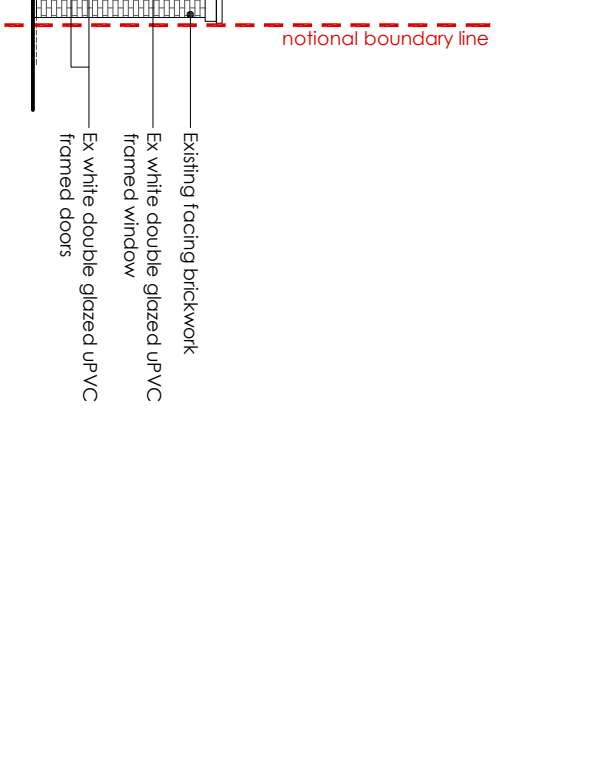 notional boundary line
Existing facing brickwork
Ex white double glazed uPVC
framed window
Ex white double glazed uPVC
framed doors